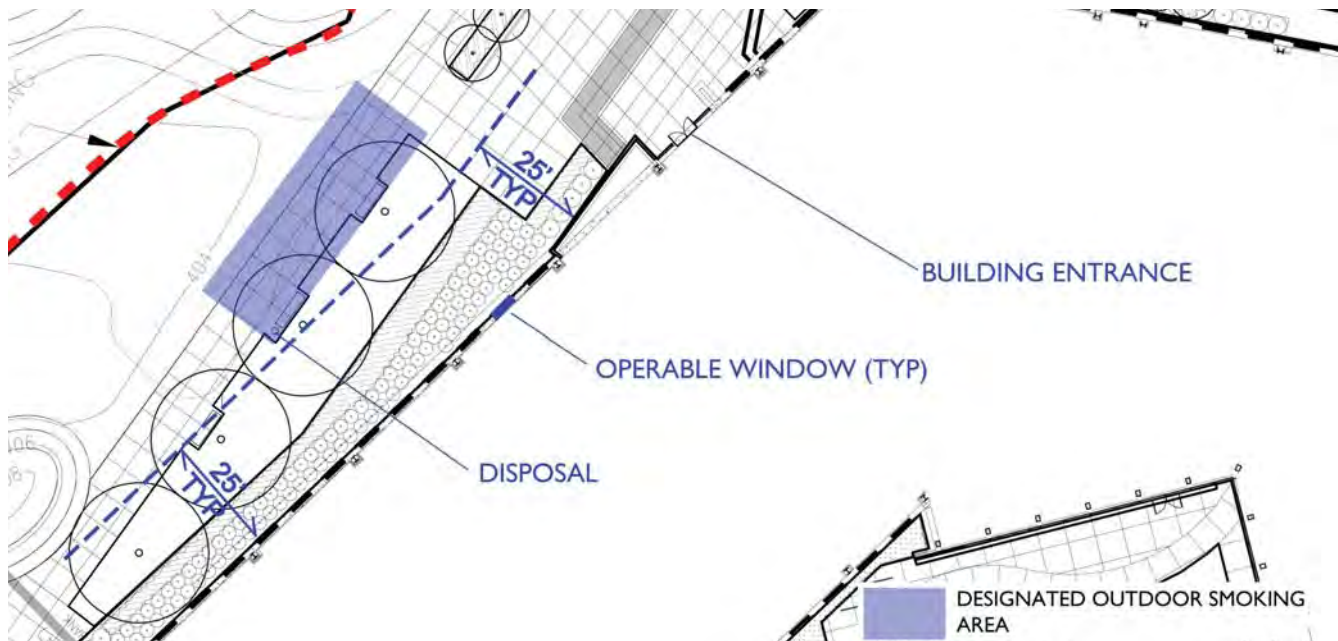 25'
TYP
BUILDING ENTRANCE
404
OPERABLE WINDOW (TYP)
DISPOSAL
25'
TYP
DESIGNATED OUTDOOR SMOKING
AREA